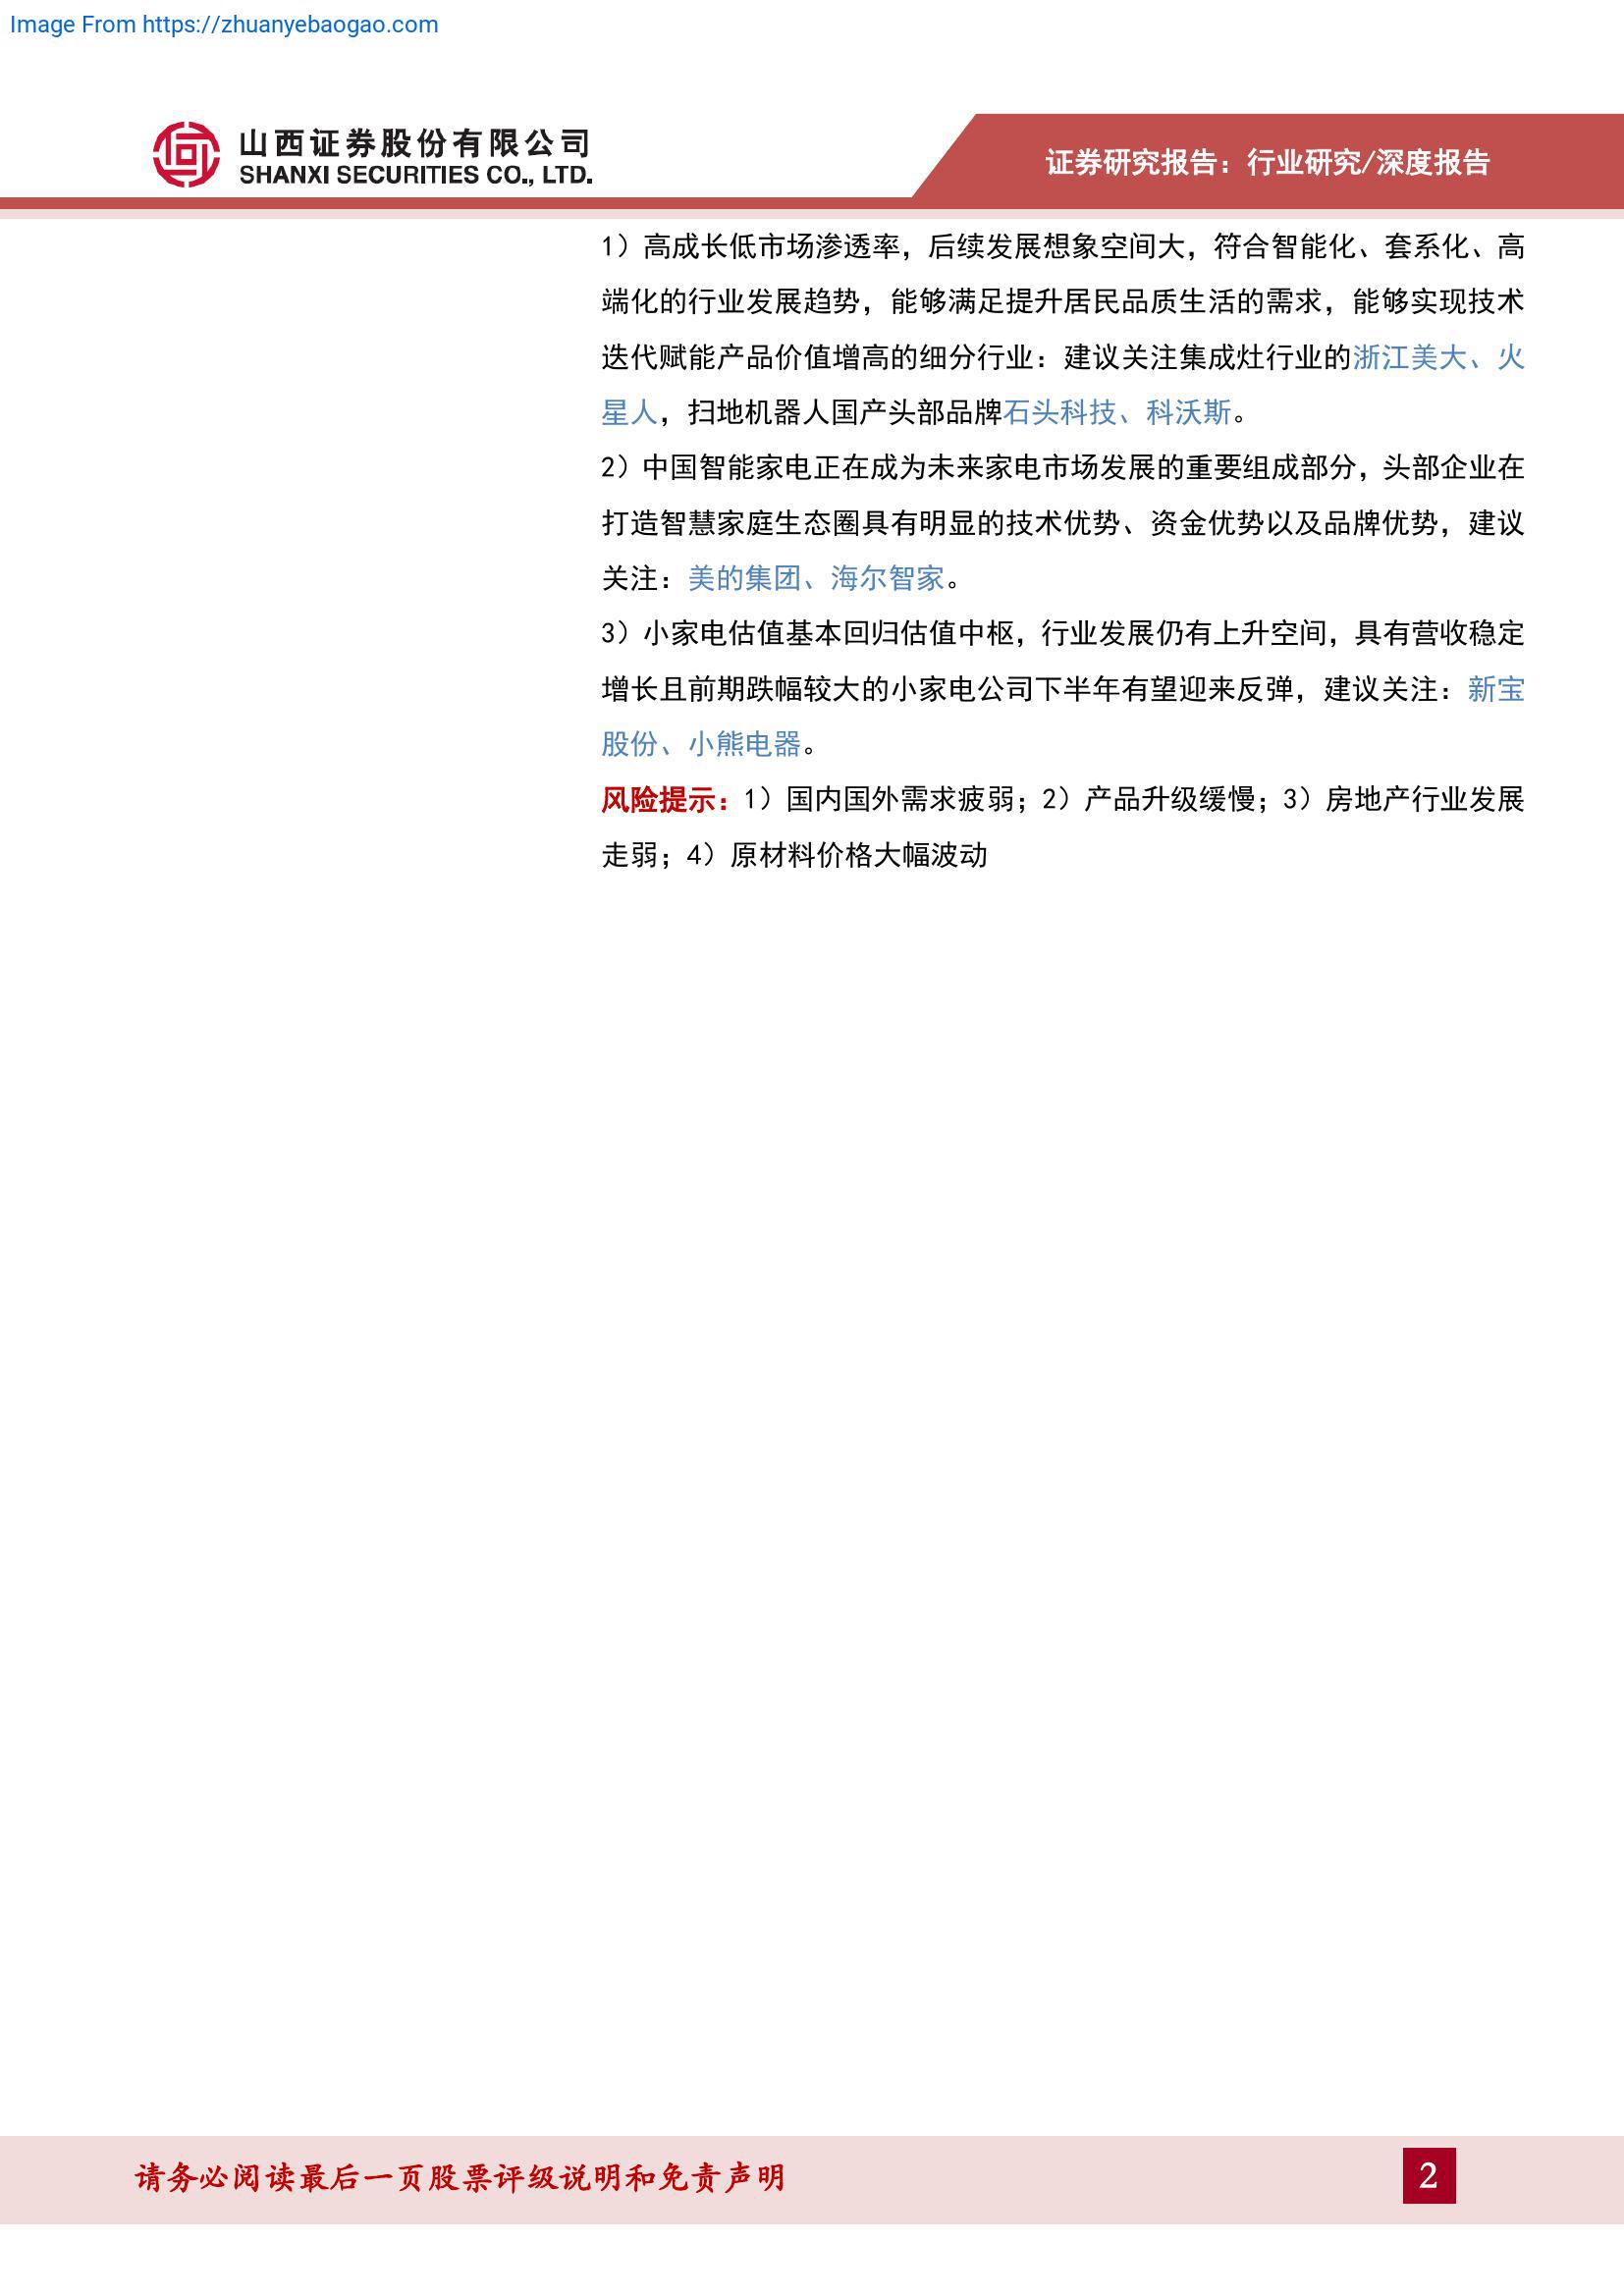 Image From https://zhuanyebaogao.com
山西证券股份有限公司
SHANXI SECURITIES CO., LTD.
证券研究报告：行业研究/深度报告
1）高成长低市场渗透率，后续发展想象空间大，符合智能化、套系化、高
端化的行业发展趋势，能够满足提升居民品质生活的需求，能够实现技术
迭代赋能产品价值增高的细分行业：建议关注集成灶行业的浙江美大、火
星人，扫地机器人国产头部品牌石头科技、科沃斯。
2）中国智能家电正在成为未来家电市场发展的重要组成部分，头部企业在
打造智慧家庭生态圈具有明显的技术优势、资金优势以及品牌优势，建议
关注：美的集团、海尔智家。
3）小家电估值基本回归估值中枢，行业发展仍有上升空间，具有营收稳定
增长且前期跌幅较大的小家电公司下半年有望迎来反弹，建议关注：新宝
股份、小熊电器。
风险提示：1）国内国外需求疲弱；2）产品升级缓慢；3）房地产行业发展
走弱；4）原材料价格大幅波动
请务必阅读最后一页股票评级说明和免责声明
2